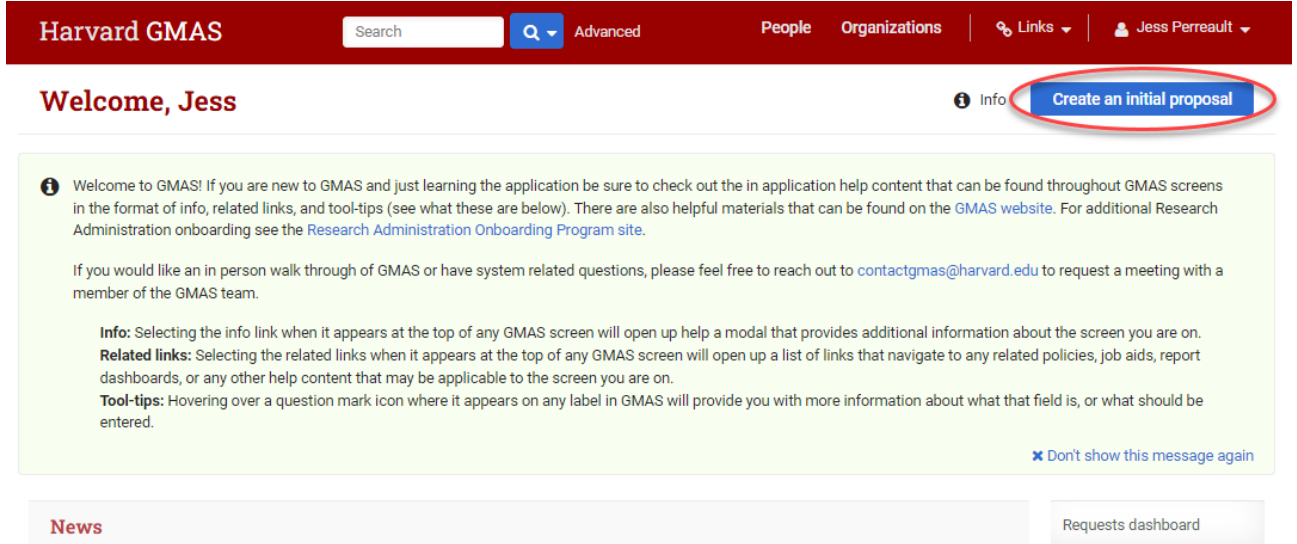 Harvard GMAS
Search
Advanced
People
Organizations
Links
Jess Perreault
Welcome, Jess
Info
Create an initial proposal
Welcome to GMAS! If you are new to GMAS and just learning the application be sure to check out the in application help content that can be found throughout GMAS screens
in the format of info, related links, and tool-tips (see what these are below). There are also helpful materials that can be found on the GMAS website. For additional Research
Administration onboarding see the Research Administration Onboarding Program site.
If you would like an in person walk through of GMAS or have system related questions, please feel free to reach out to contactgmas@harvard.edu to request a meeting with a
member of the GMAS team.
Info: Selecting the info link when it appears at the top of any GMAS screen will open up help a modal that provides additional information about the screen you are on.
Related links: Selecting the related links when it appears at the top of any GMAS screen will open up a list of links that navigate to any related policies, job aids, report
dashboards, or any other help content that may be applicable to the screen you are on.
Tool-tips: Hovering over a question mark icon where it appears on any label in GMAS will provide you with more information about what that field is, or what should be
entered.
Don't show this message again
News
Requests dashboard